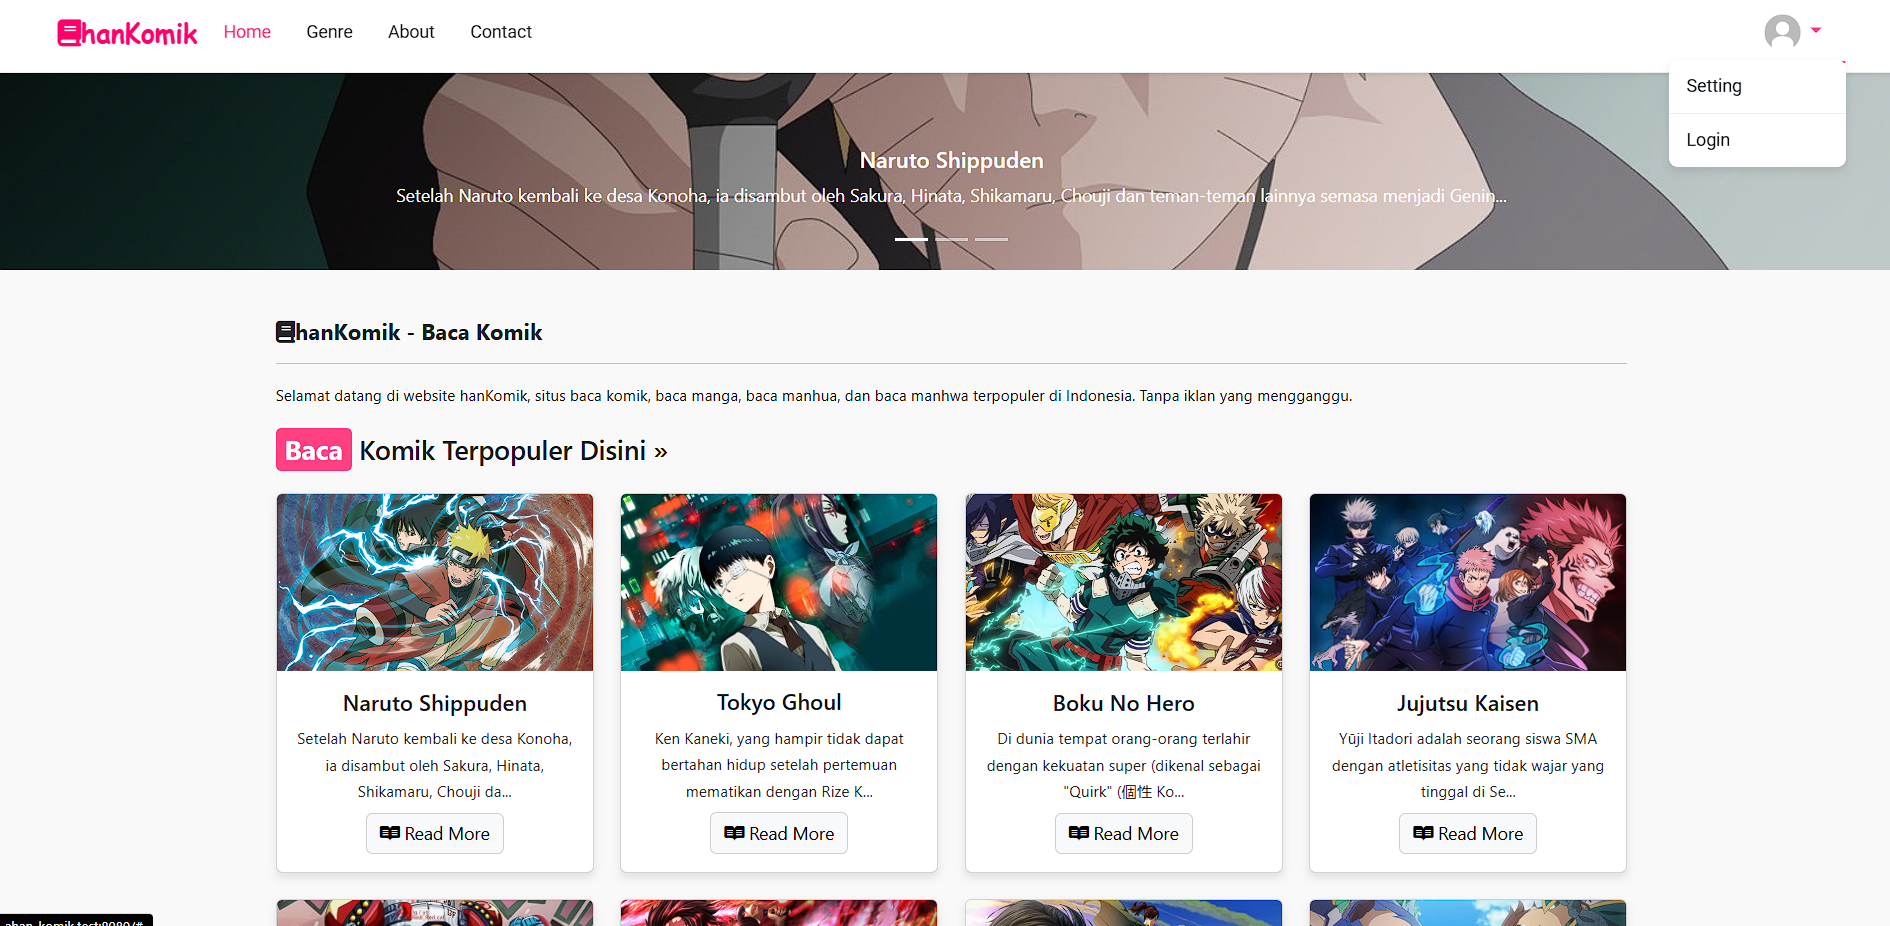 hanKomik
Home
Genre
About
Contact
Setting
Login
Naruto Shippuden
Setelah Naruto kembali ke desa Konoha, ia disambut oleh Sakura, Hinata, Shikamaru, Chouji dan teman-teman lainnya semasa menjadi Genin...
hanKomik - Baca Komik
Selamat datang di website hanKomik, situs baca komik, baca manga, baca manhua, dan baca manhwa terpopuler di Indonesia. Tanpa iklan yang mengganggu.
Baca Komik Terpopuler Disini »
Naruto Shippuden
Setelah Naruto kembali ke desa Konoha,
ia disambut oleh Sakura, Hinata,
Shikamaru, Chouji da...
Read More
Tokyo Ghoul
Ken Kaneki, yang hampir tidak dapat
bertahan hidup setelah pertemuan
mematikan dengan Rize K...
Read More
Boku No Hero
Di dunia tempat orang-orang terlahir
dengan kekuatan super (dikenal sebagai
"Quirk" (個性 Ko...
Read More
Jujutsu Kaisen
Yūji Itadori adalah seorang siswa SMA
dengan atletisitas yang tidak wajar yang
tinggal di Se...
Read More